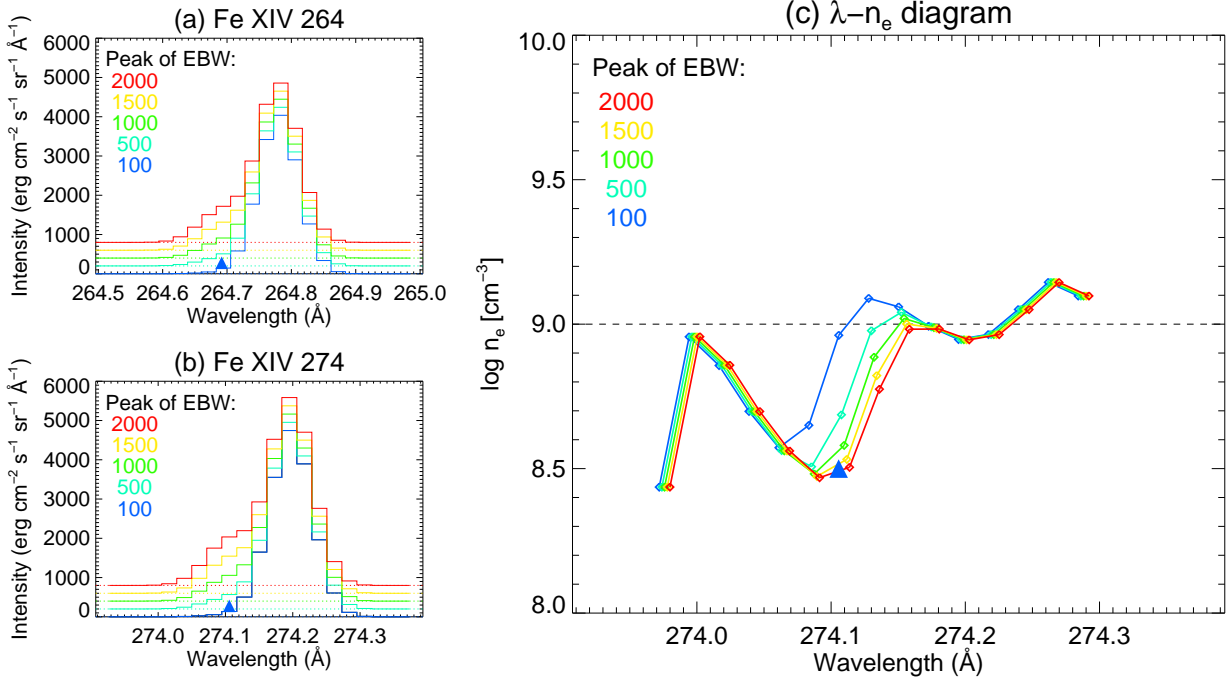 (a) Fe XIV 264
Intensity (erg cm⁻² s⁻¹ sr⁻¹ Å⁻¹)
6000
5000
4000
3000
2000
1000
0
Peak of EBW:
2000
1500
1000
500
100
264.5 264.6 264.7 264.8 264.9 265.0
Wavelength (Å)
(b) Fe XIV 274
Intensity (erg cm⁻² s⁻¹ sr⁻¹ Å⁻¹)
6000
5000
4000
3000
2000
1000
0
Peak of EBW:
2000
1500
1000
500
100
274.0 274.1 274.2 274.3
Wavelength (Å)
(c) λ−nₑ diagram
log nₑ [cm⁻³]
10.0
9.5
9.0
8.5
8.0
Peak of EBW:
2000
1500
1000
500
100
274.0 274.1 274.2 274.3
Wavelength (Å)